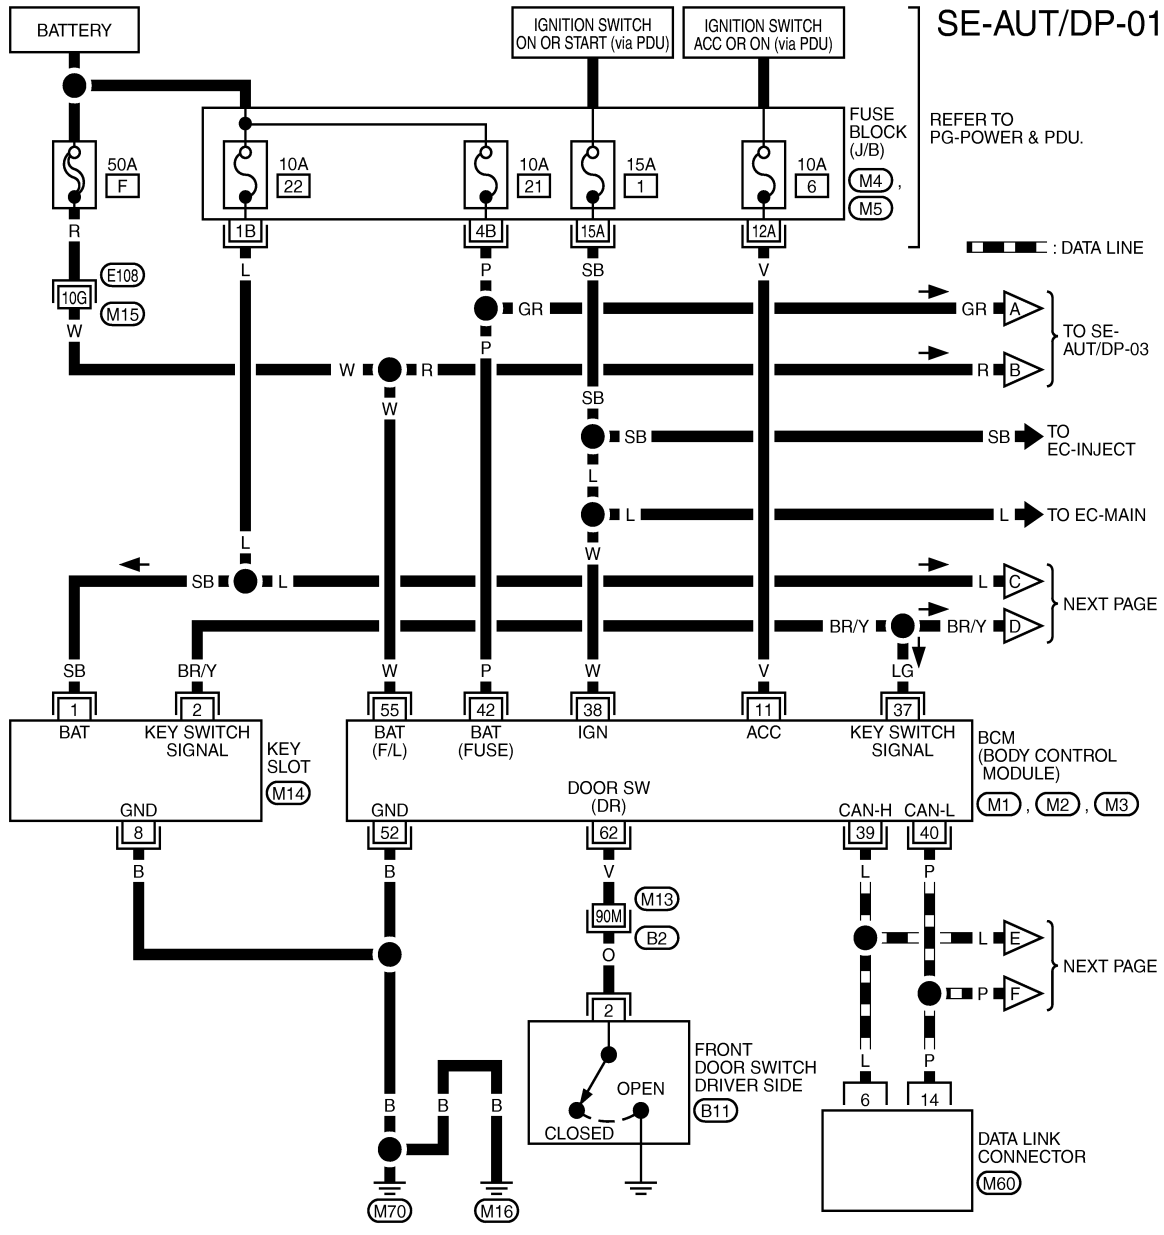 SE-AUT/DP-01
BATTERY
IGNITION SWITCH
ON OR START (via PDU)
IGNITION SWITCH
ACC OR ON (via PDU)
REFER TO
PG-POWER & PDU.
FUSE
BLOCK
(J/B)
M4 ,
M5
50A
F
10A
22
10A
21
15A
1
10A
6
R
1B
4B
15A
12A
: DATA LINE
L
P
SB
V
E108
10G
M15
GR
GR
A
W
P
TO SE-
AUT/DP-03
W
R
R
B
W
SB
SB
SB
TO
EC-INJECT
L
L
L
TO EC-MAIN
W
L
SB
L
L
C
NEXT PAGE
BR/Y
BR/Y
D
SB
BR/Y
W
P
W
V
LG
1
2
55
42
38
11
37
BAT
KEY SWITCH
SIGNAL
BAT
(F/L)
BAT
(FUSE)
IGN
ACC
KEY SWITCH
SIGNAL
KEY
SLOT
M14
BCM
(BODY CONTROL
MODULE)
M1 , M2 , M3
GND
GND
DOOR SW
(DR)
CAN-H
CAN-L
8
52
62
39
40
B
B
V
L
P
M13
90M
B2
O
L
E
NEXT PAGE
P
F
2
FRONT
DOOR SWITCH
DRIVER SIDE
B11
OPEN
CLOSED
L
P
6
14
B
B
B
DATA LINK
CONNECTOR
M60
M70
M16